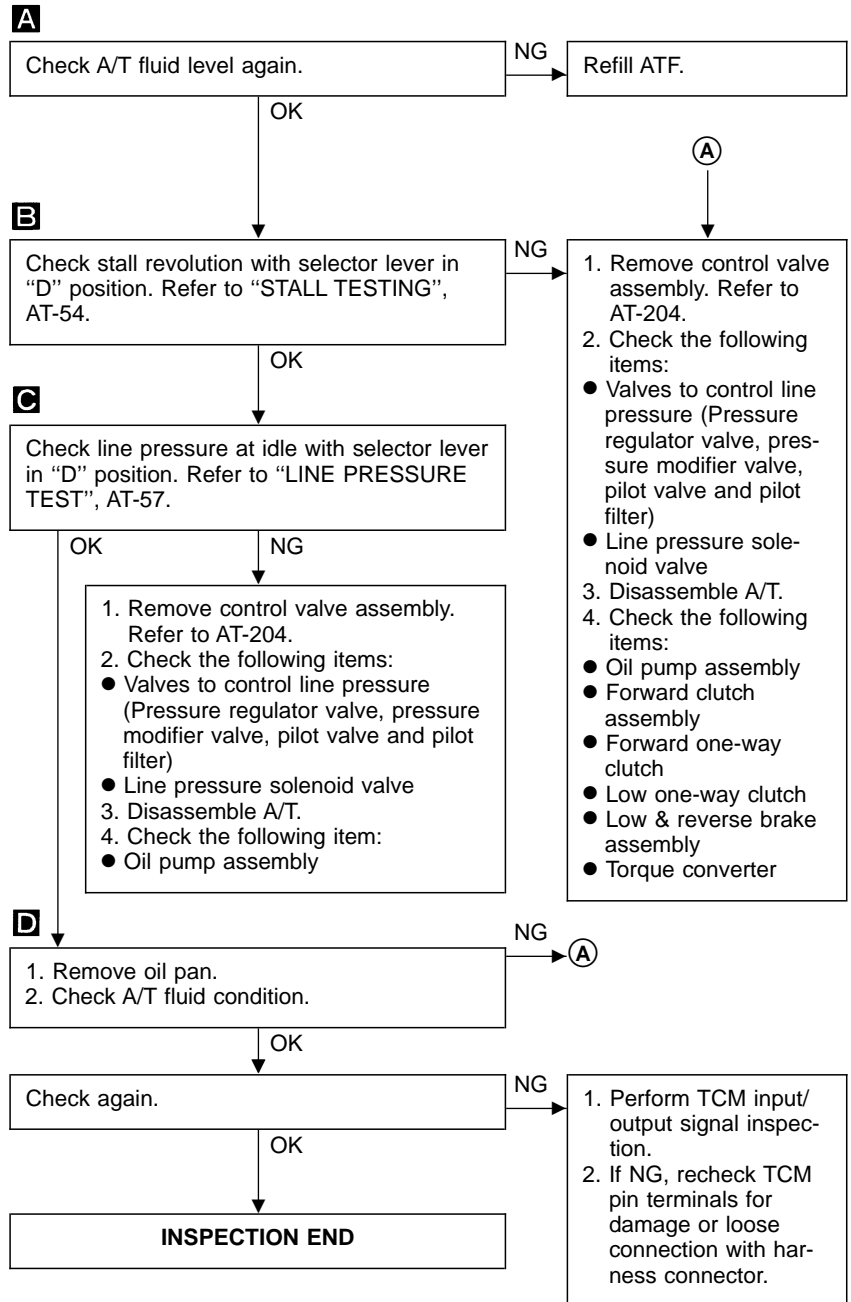 A
Check A/T fluid level again.
NG
Refill ATF.
OK
A
B
Check stall revolution with selector lever in
“D” position. Refer to “STALL TESTING”,
AT-54.
NG
OK
1. Remove control valve
assembly. Refer to
AT-204.
2. Check the following
items:
● Valves to control line
pressure (Pressure
regulator valve, pres-
sure modifier valve,
pilot valve and pilot
filter)
● Line pressure sole-
noid valve
3. Disassemble A/T.
4. Check the following
items:
● Oil pump assembly
● Forward clutch
assembly
● Forward one-way
clutch
● Low one-way clutch
● Low & reverse brake
assembly
● Torque converter
C
Check line pressure at idle with selector lever
in “D” position. Refer to “LINE PRESSURE
TEST”, AT-57.
OK
NG
1. Remove control valve assembly.
Refer to AT-204.
2. Check the following items:
● Valves to control line pressure
(Pressure regulator valve, pressure
modifier valve, pilot valve and pilot
filter)
● Line pressure solenoid valve
3. Disassemble A/T.
4. Check the following item:
● Oil pump assembly
D
1. Remove oil pan.
2. Check A/T fluid condition.
NG
A
OK
Check again.
NG
1. Perform TCM input/
output signal inspec-
tion.
2. If NG, recheck TCM
pin terminals for
damage or loose
connection with har-
ness connector.
OK
INSPECTION END